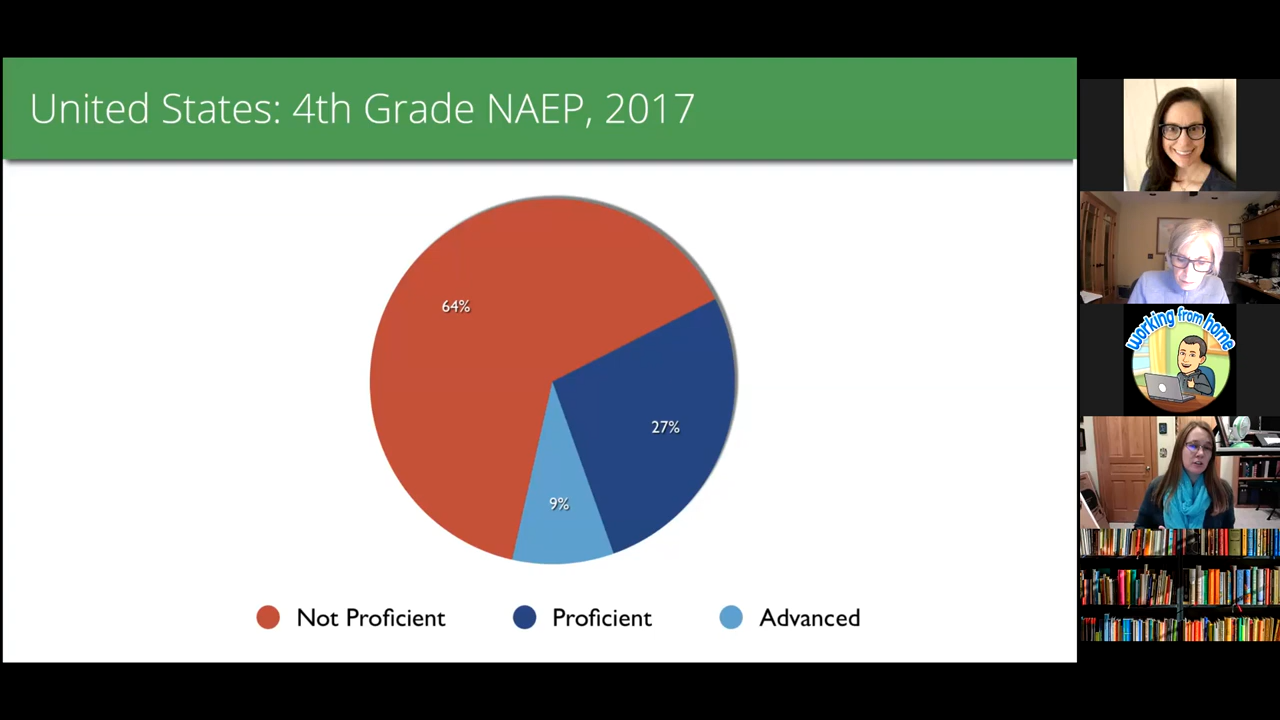 United States: 4th Grade NAEP, 2017
64%
27%
9%
Not Proficient
Proficient
Advanced
working from home